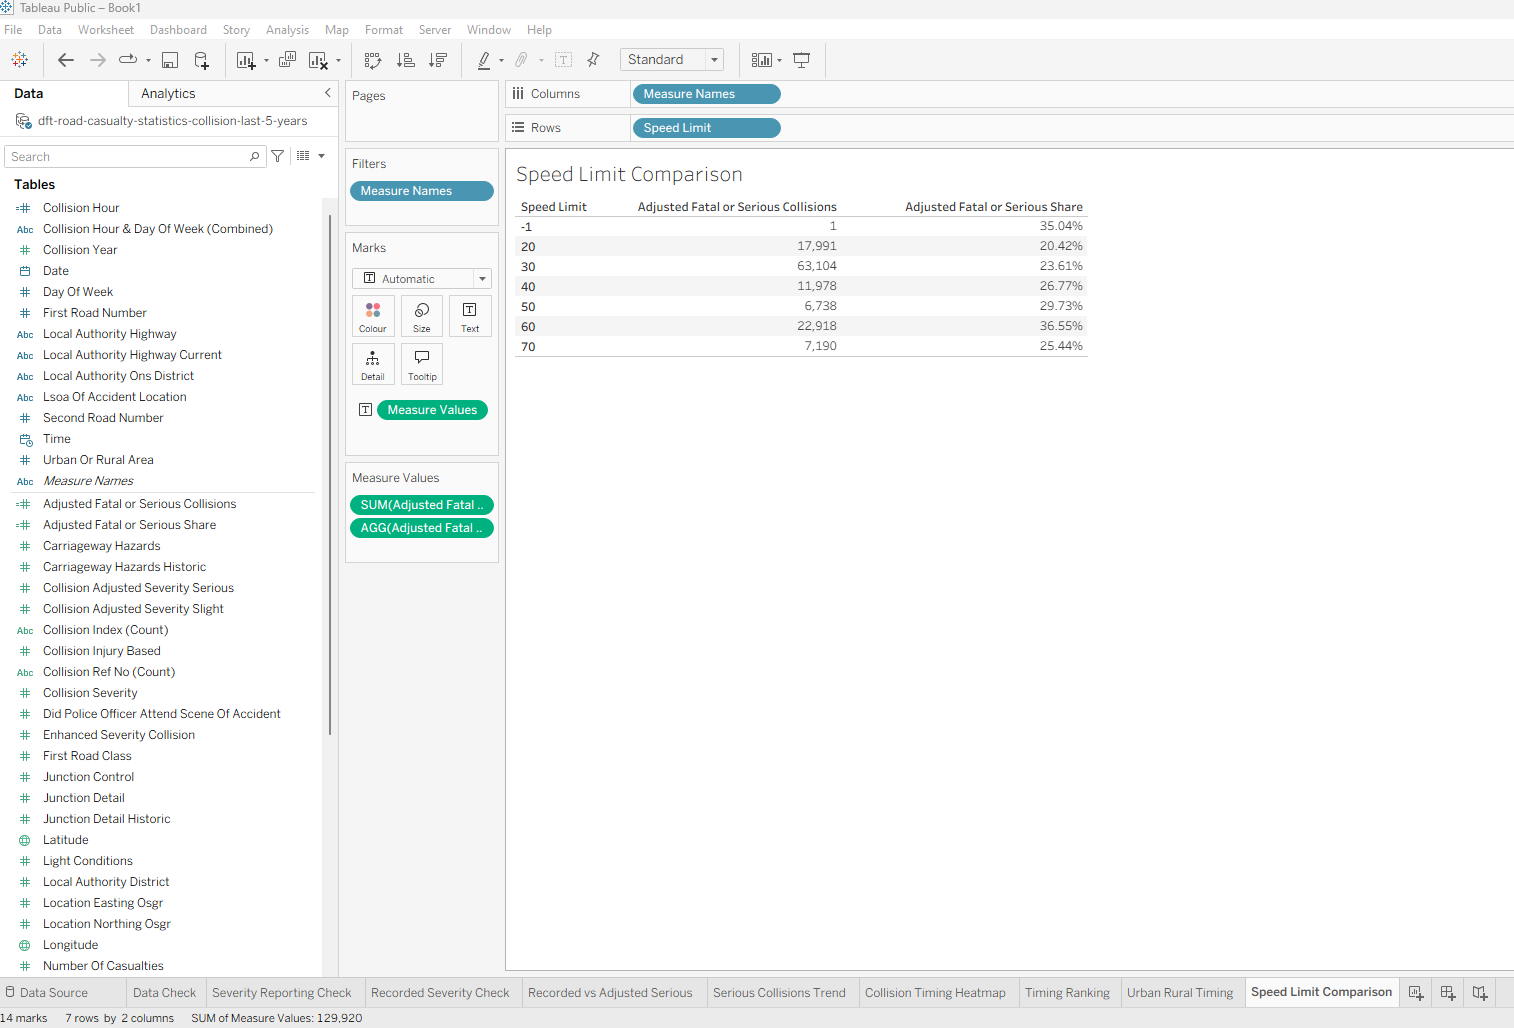 Tableau Public – Book1
File Data Worksheet Dashboard Story Analysis Map Format Server Window Help
Standard
Data Analytics
dft-road-casualty-statistics-collision-last-5-years
Search
Tables
Collision Hour
Abc Collision Hour & Day Of Week (Combined)
Collision Year
Date
Day Of Week
First Road Number
Abc Local Authority Highway
Abc Local Authority Highway Current
Abc Local Authority Ons District
Abc Lsoa Of Accident Location
Second Road Number
Time
Urban Or Rural Area
Abc Measure Names
Adjusted Fatal or Serious Collisions
Adjusted Fatal or Serious Share
Carriageway Hazards
Carriageway Hazards Historic
Collision Adjusted Severity Serious
Collision Adjusted Severity Slight
Abc Collision Index (Count)
Collision Injury Based
Abc Collision Ref No (Count)
Collision Severity
Did Police Officer Attend Scene Of Accident
Enhanced Severity Collision
First Road Class
Junction Control
Junction Detail
Junction Detail Historic
Latitude
Light Conditions
Local Authority District
Location Easting Osgr
Location Northing Osgr
Longitude
Number Of Casualties
Pages
Filters
Measure Names
Marks
Automatic
Colour Size Text
Detail Tooltip
Measure Values
Measure Values
SUM(Adjusted Fatal ..
AGG(Adjusted Fatal ..
Columns Measure Names
Rows Speed Limit
Speed Limit Comparison
Speed Limit Adjusted Fatal or Serious Collisions Adjusted Fatal or Serious Share
-1 1 35.04%
20 17,991 20.42%
30 63,104 23.61%
40 11,978 26.77%
50 6,738 29.73%
60 22,918 36.55%
70 7,190 25.44%
Data Source Data Check Severity Reporting Check Recorded Severity Check Recorded vs Adjusted Serious Serious Collisions Trend Collision Timing Heatmap Timing Ranking Urban Rural Timing Speed Limit Comparison
14 marks 7 rows by 2 columns SUM of Measure Values: 129,920